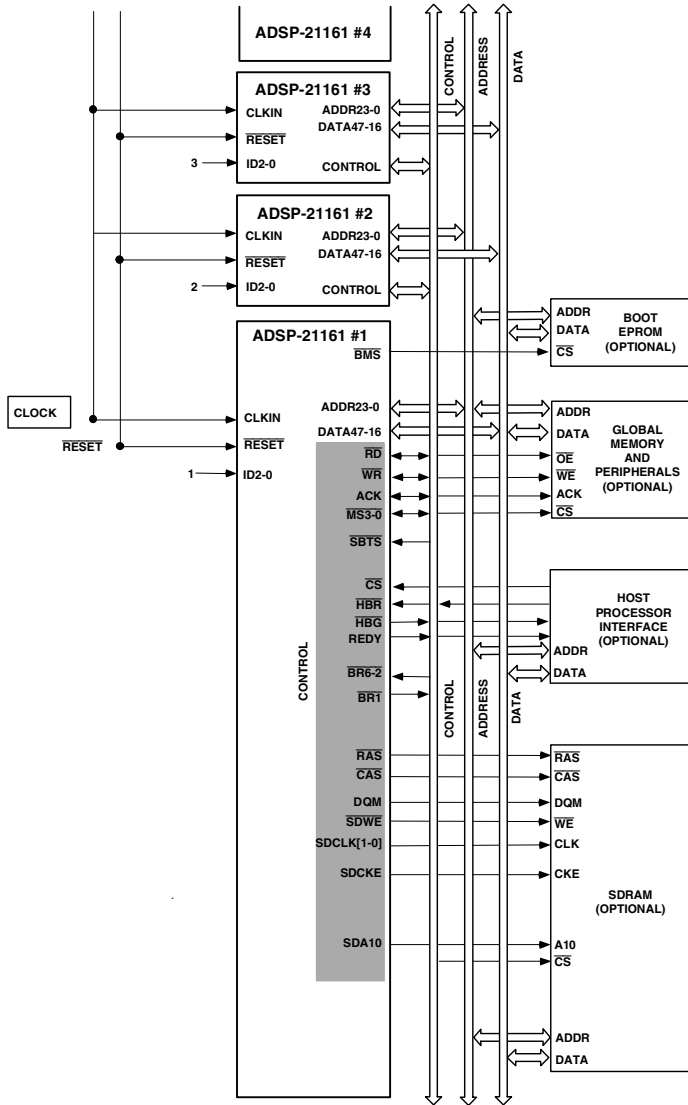 ADSP-21161 #4
CONTROL
ADDRESS
DATA
ADSP-21161 #3
CLKIN
ADDR23-0
DATA47-16
RESET
3
ID2-0
CONTROL
ADSP-21161 #2
CLKIN
ADDR23-0
DATA47-16
RESET
2
ID2-0
CONTROL
ADSP-21161 #1
BMS
ADDR
DATA
CS
BOOT
EPROM
(OPTIONAL)
CLOCK
CLKIN
RESET
RESET
1
ID2-0
ADDR23-0
DATA47-16
RD
WR
ACK
MS3-0
SBTS
CS
HBR
HBG
REDY
BR6-2
BR1
RAS
CAS
DQM
SDWE
SDCLK[1-0]
SDCKE
SDA10
CONTROL
CONTROL
ADDRESS
DATA
ADDR
DATA
OE
WE
ACK
CS
GLOBAL
MEMORY
AND
PERIPHERALS
(OPTIONAL)
HOST
PROCESSOR
INTERFACE
(OPTIONAL)
ADDR
DATA
RAS
CAS
DQM
WE
CLK
CKE
A10
CS
SDRAM
(OPTIONAL)
ADDR
DATA